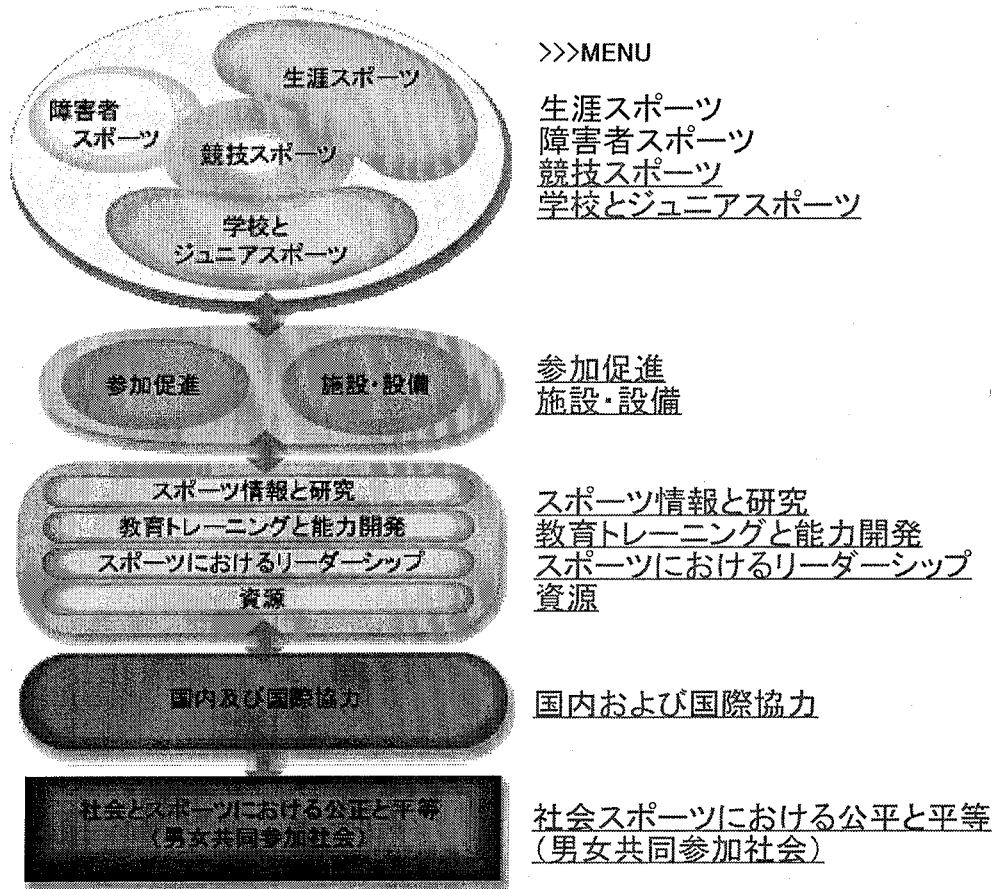 生涯スポーツ
障害者
スポーツ
競技スポーツ
学校と
ジュニアスポーツ
参加促進
施設・設備
スポーツ情報と研究
教育トレーニングと能力開発
スポーツにおけるリーダーシップ
資源
国内及び国際協力
社会とスポーツにおける公正と平等
(男女共同参加社会)
>>>MENU
生涯スポーツ
障害者スポーツ
競技スポーツ
学校とジュニアスポーツ
参加促進
施設・設備
スポーツ情報と研究
教育トレーニングと能力開発
スポーツにおけるリーダーシップ
資源
国内および国際協力
社会スポーツにおける公平と平等
(男女共同参加社会)